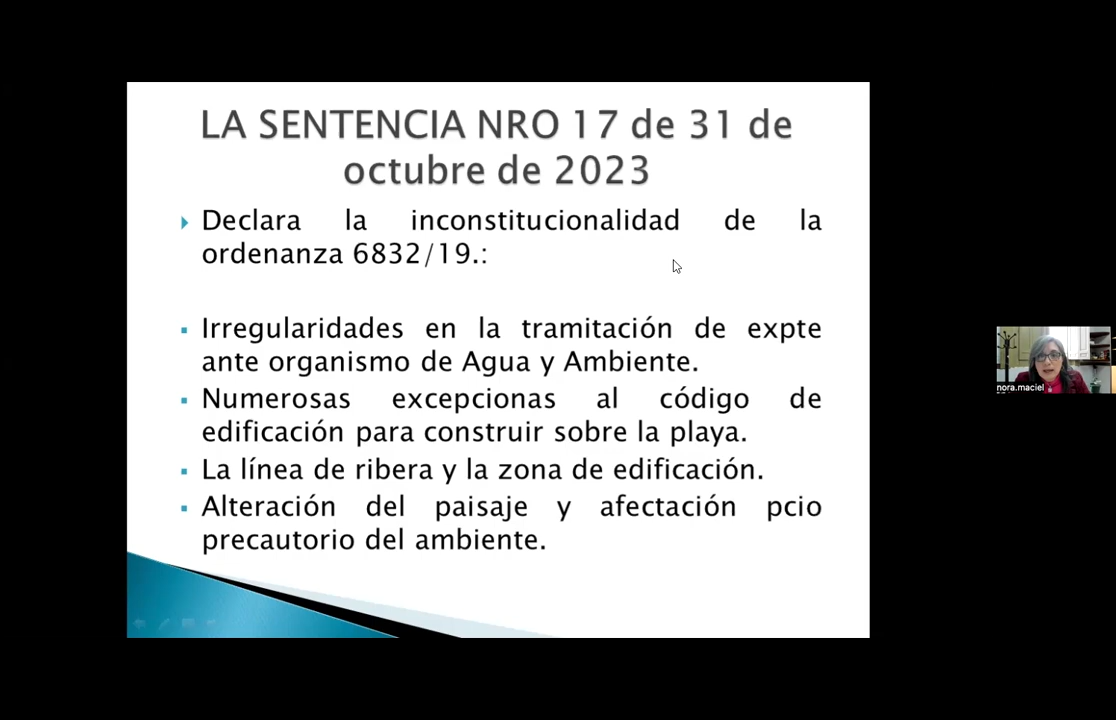 LA SENTENCIA NRO 17 de 31 de
octubre de 2023
Declara la inconstitucionalidad de la
ordenanza 6832/19.:
Irregularidades en la tramitación de expte
ante organismo de Agua y Ambiente.
Numerosas excepcionas al código de
edificación para construir sobre la playa.
La línea de ribera y la zona de edificación.
Alteración del paisaje y afectación pcio
precautorio del ambiente.
nora.maciel